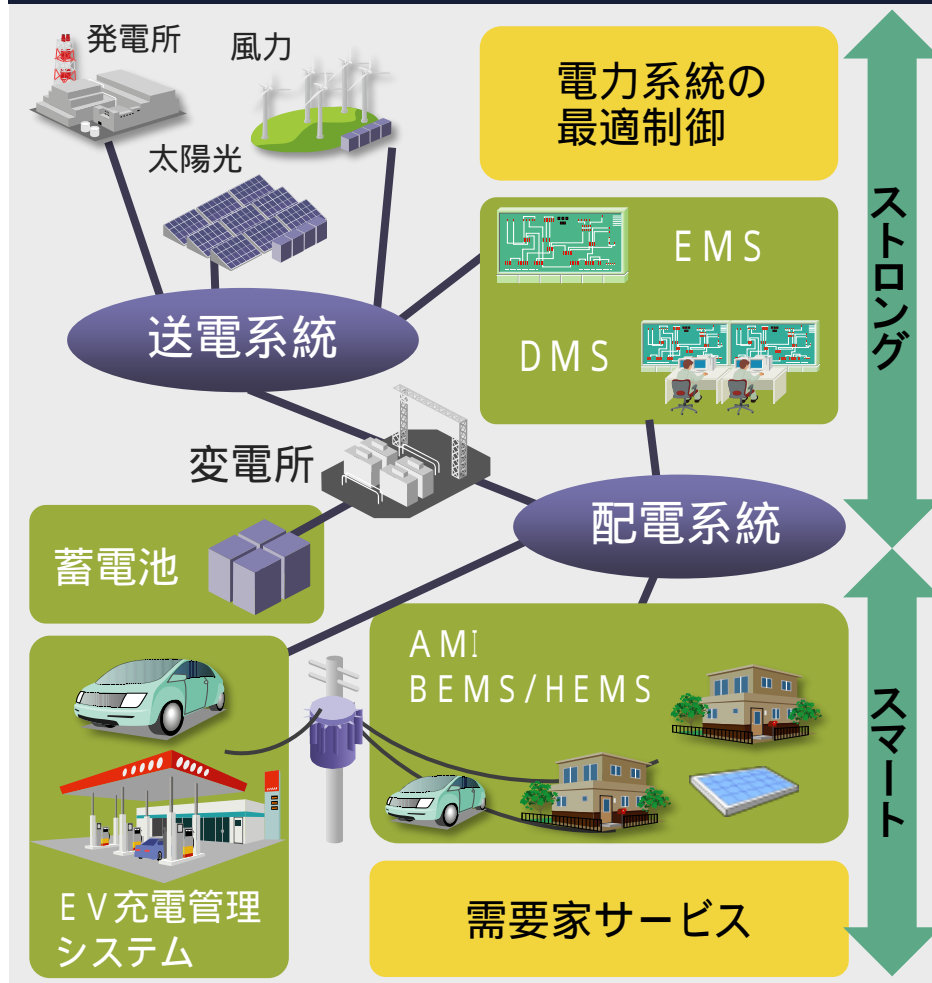 発電所
風力
太陽光
電力系統の
最適制御
EMS
DMS
送電系統
変電所
配電系統
蓄電池
AMI
BEMS/HEMS
EV充電管理
システム
需要家サービス
ストロング
スマート